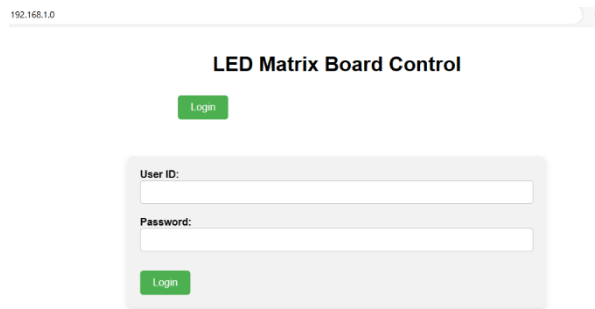 192.168.1.0
LED Matrix Board Control
Login
User ID:
Password:
Login